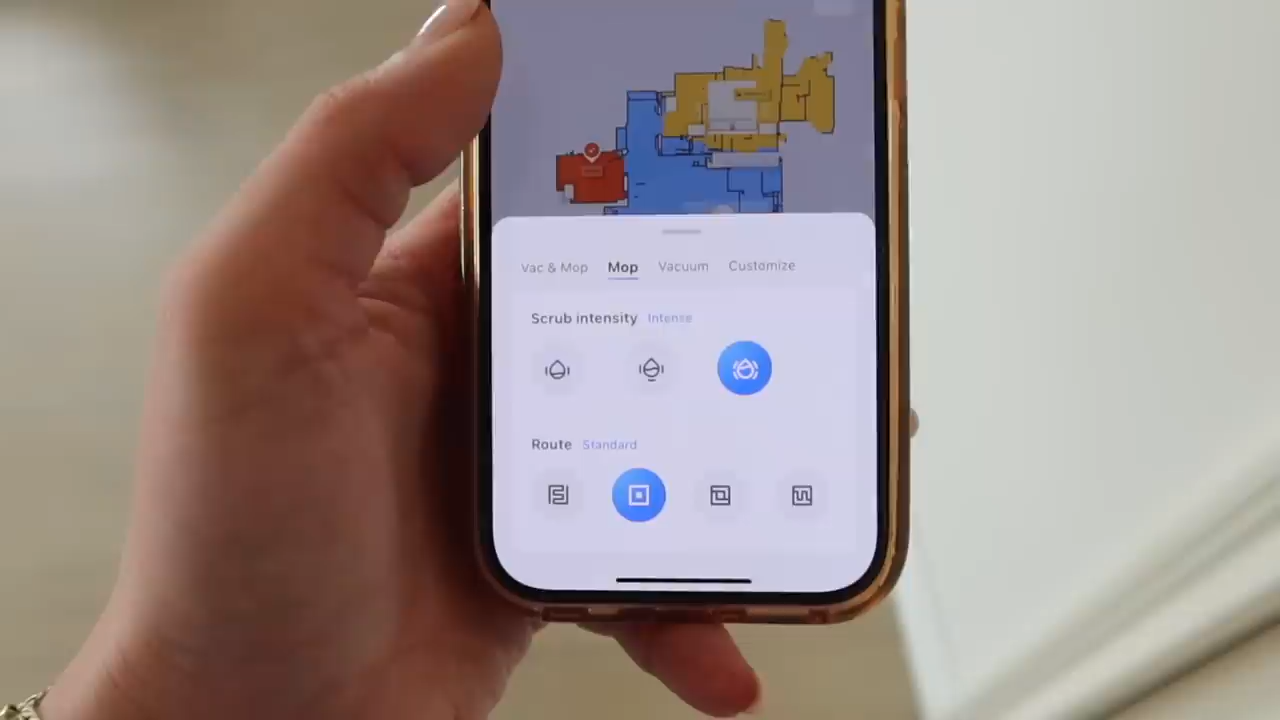 Vac & Mop Mop Vacuum Customize
Scrub intensity Intense
Route Standard